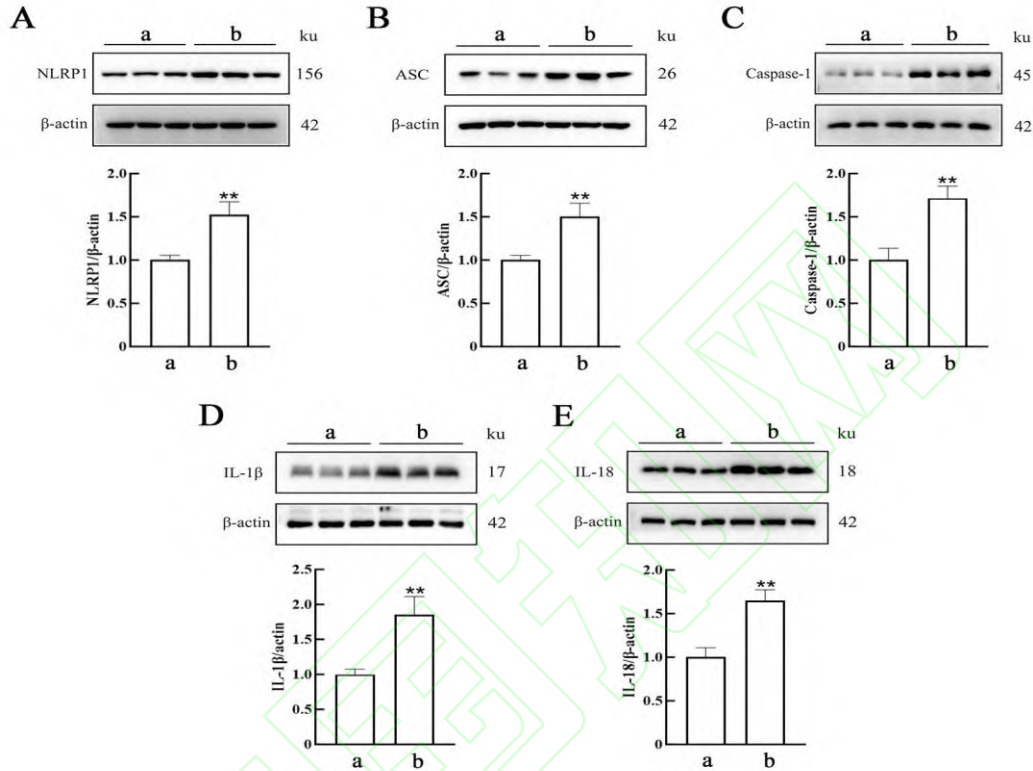 A
a b ku
NLRP1 156
β-actin 42
NLRP1/β-actin
2.0
**
1.5
1.0
0.5
0
a b
B
a b ku
ASC 26
β-actin 42
ASC/β-actin
2.0
**
1.5
1.0
0.5
0
a b
C
a b ku
Caspase-1 45
β-actin 42
Caspase-1/β-actin
2.0
**
1.5
1.0
0.5
0
a b
D
a b ku
IL-1β 17
β-actin 42
IL-1β/actin
2.5
**
2.0
1.5
1.0
0.5
0
a b
E
a b ku
IL-18 18
β-actin 42
IL-18/β-actin
2.0
**
1.5
1.0
0.5
0
a b